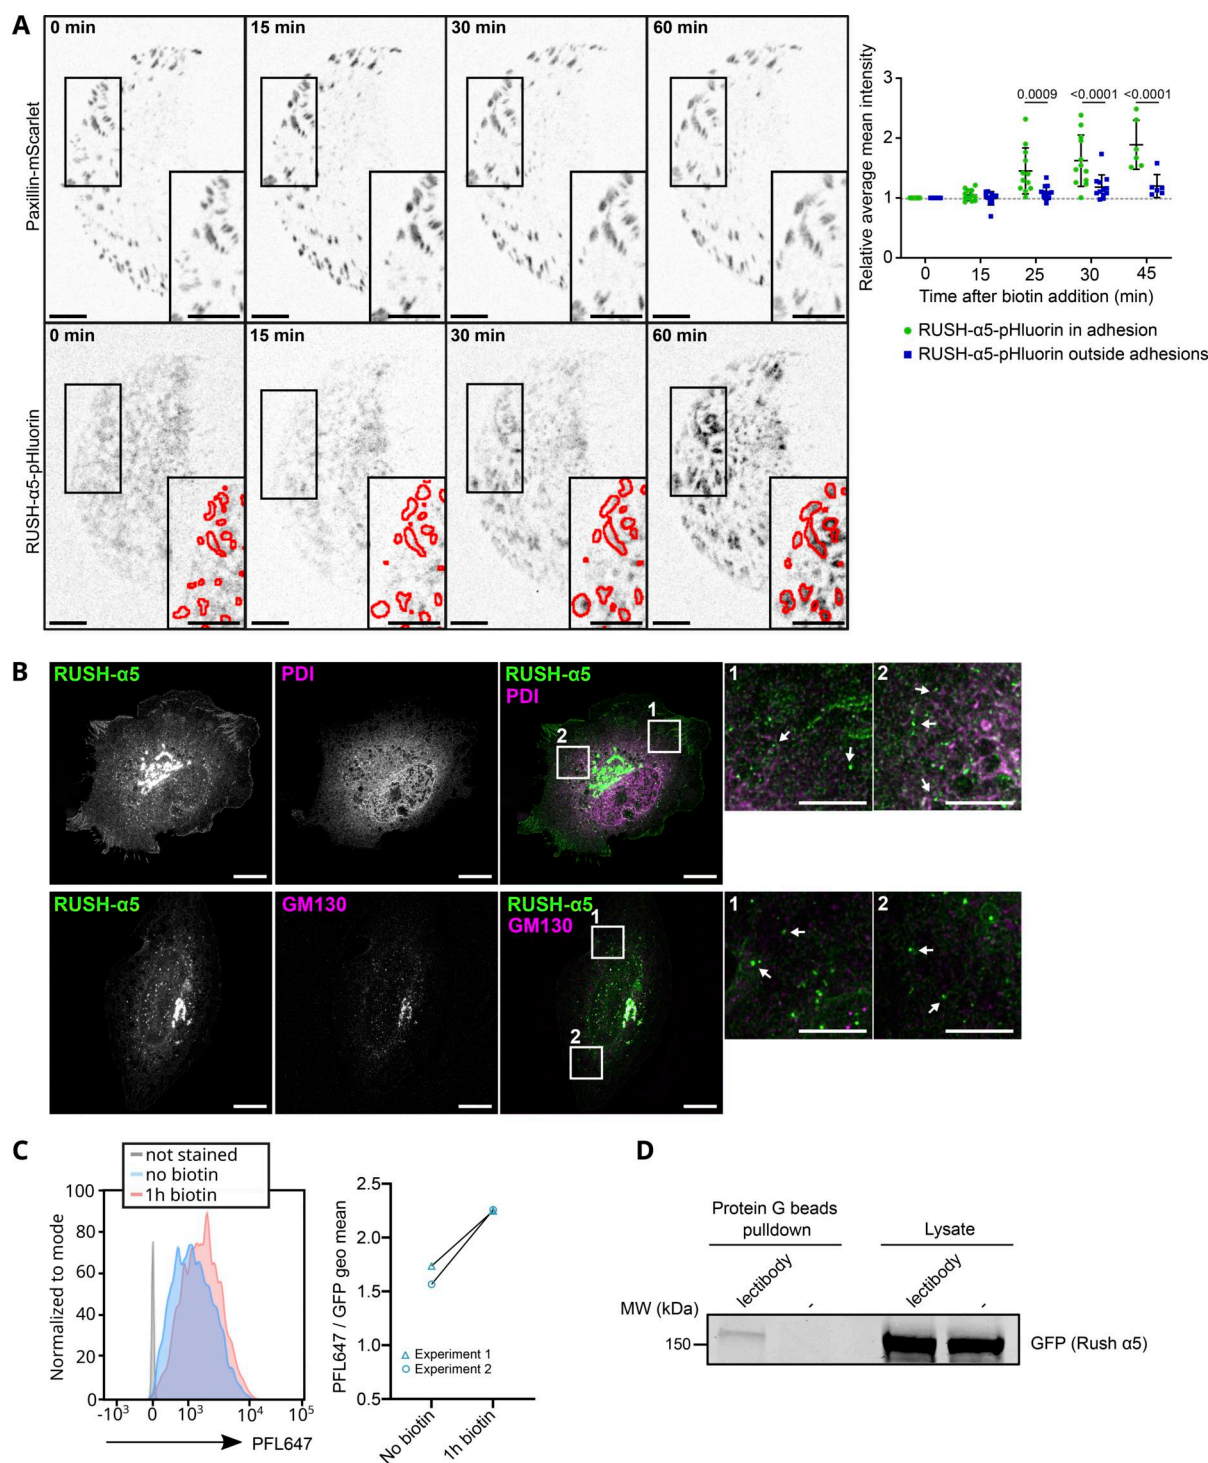 A
0 min
15 min
30 min
60 min
Paxillin-mScarlet
0 min
15 min
30 min
60 min
RUSH-α5-pHluorin
Relative average mean intensity
3
2
1
0
0.0009
<0.0001
<0.0001
0
15
25
30
45
Time after biotin addition (min)
RUSH-α5-pHluorin in adhesion
RUSH-α5-pHluorin outside adhesions
B
RUSH-α5
PDI
RUSH-α5
PDI
1
2
1
2
RUSH-α5
GM130
RUSH-α5
GM130
1
2
1
2
C
not stained
no biotin
1h biotin
Normalized to mode
100
80
60
40
20
0
-10³
0
10³
10⁴
10⁵
PFL647
PFL647 / GFP geo mean
2.5
2.0
1.5
1.0
0.5
Experiment 1
Experiment 2
No biotin
1h biotin
D
Protein G beads
pulldown
Lysate
lectibody
-
lectibody
-
MW (kDa)
150
GFP (Rush α5)